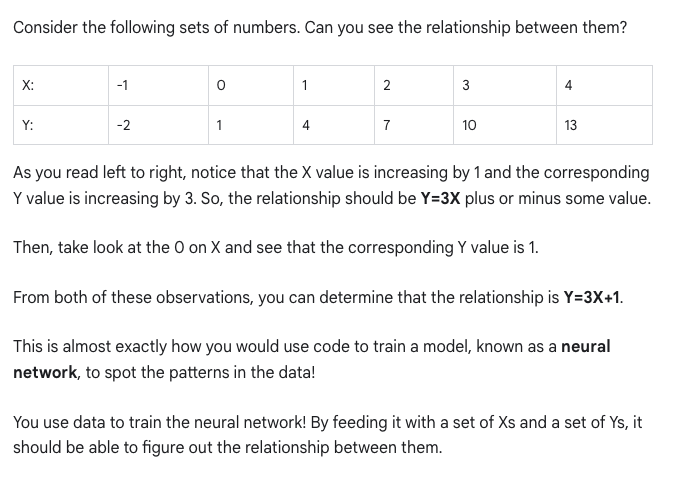 Consider the following sets of numbers. Can you see the relationship between them?
X: -1 0 1 2 3 4
Y: -2 1 4 7 10 13
As you read left to right, notice that the X value is increasing by 1 and the corresponding
Y value is increasing by 3. So, the relationship should be Y=3X plus or minus some value.
Then, take look at the 0 on X and see that the corresponding Y value is 1.
From both of these observations, you can determine that the relationship is Y=3X+1.
This is almost exactly how you would use code to train a model, known as a neural
network, to spot the patterns in the data!
You use data to train the neural network! By feeding it with a set of Xs and a set of Ys, it
should be able to figure out the relationship between them.